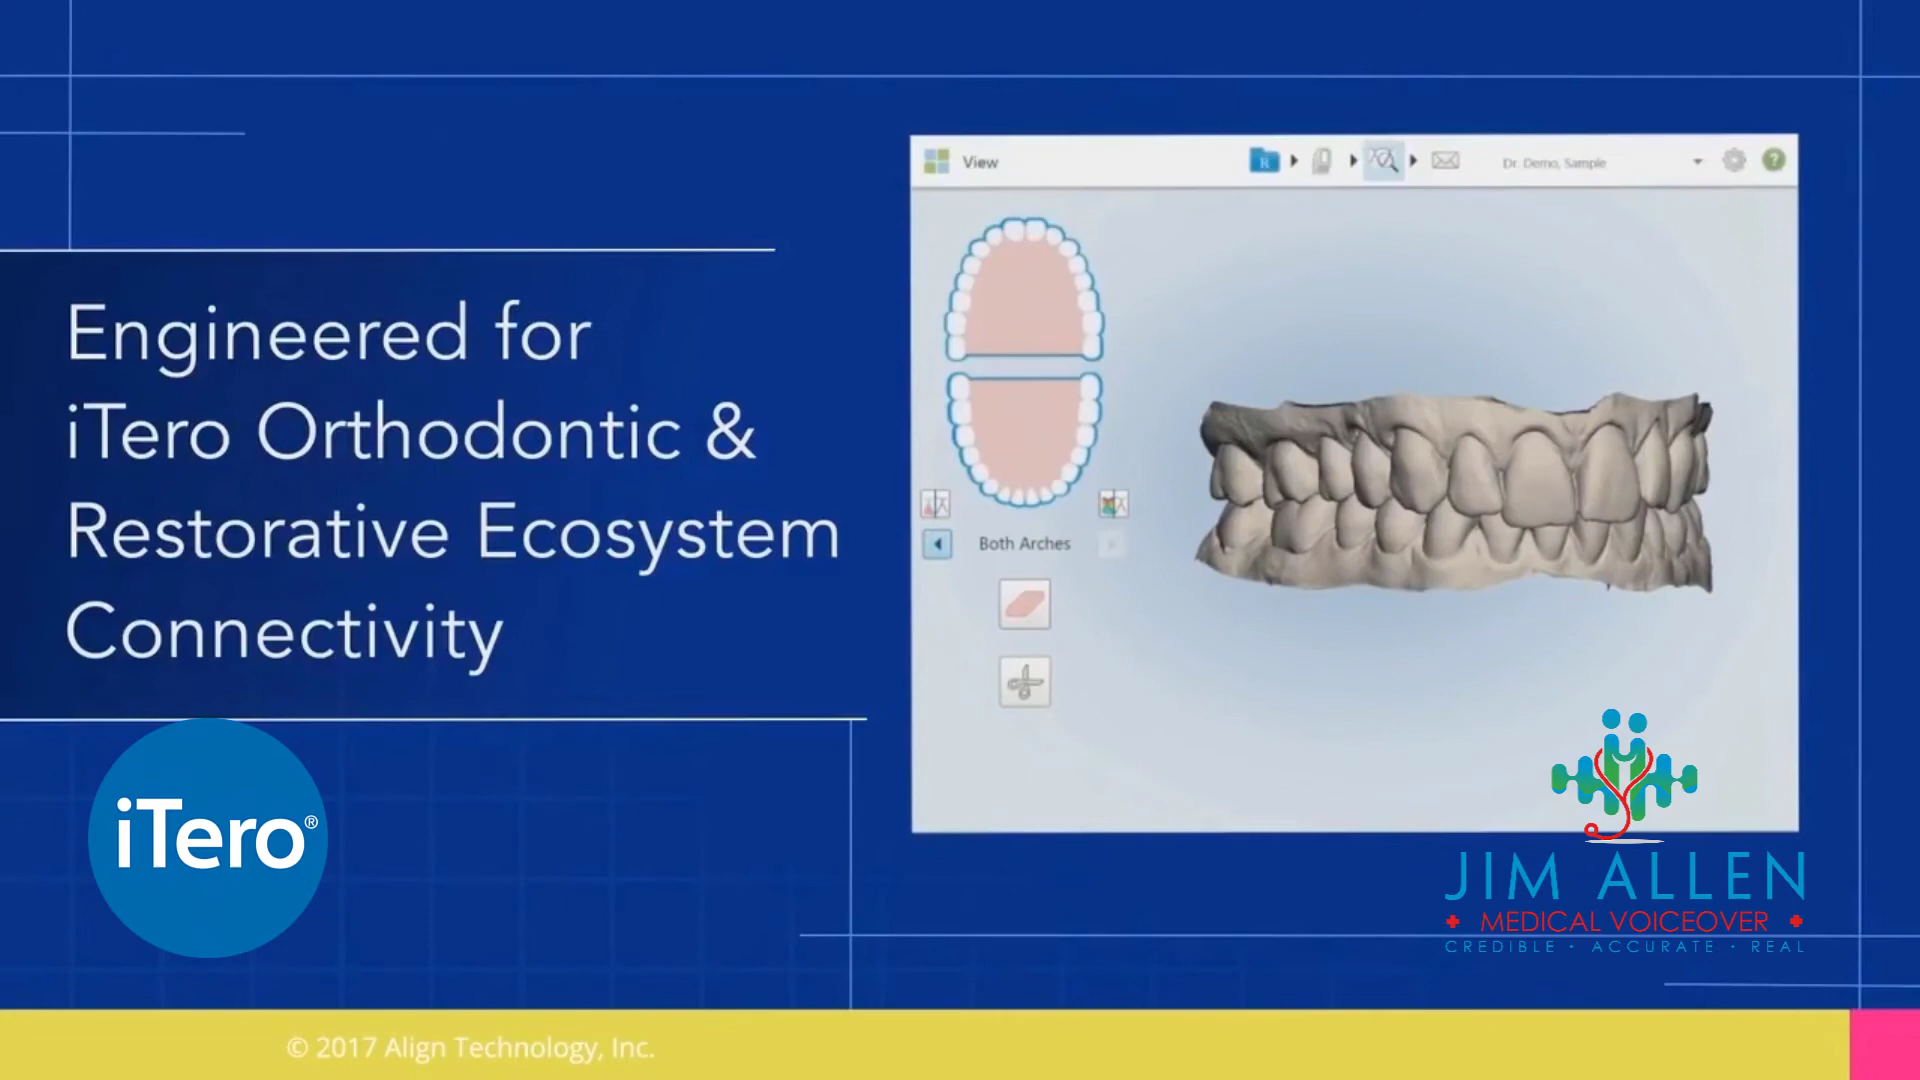 Engineered for
iTero Orthodontic &
Restorative Ecosystem
Connectivity
View
R
Dr. Demo, Sample
?
Both Arches
iTero®
JIM ALLEN
MEDICAL VOICEOVER
CREDIBLE · ACCURATE · REAL
© 2017 Align Technology, Inc.